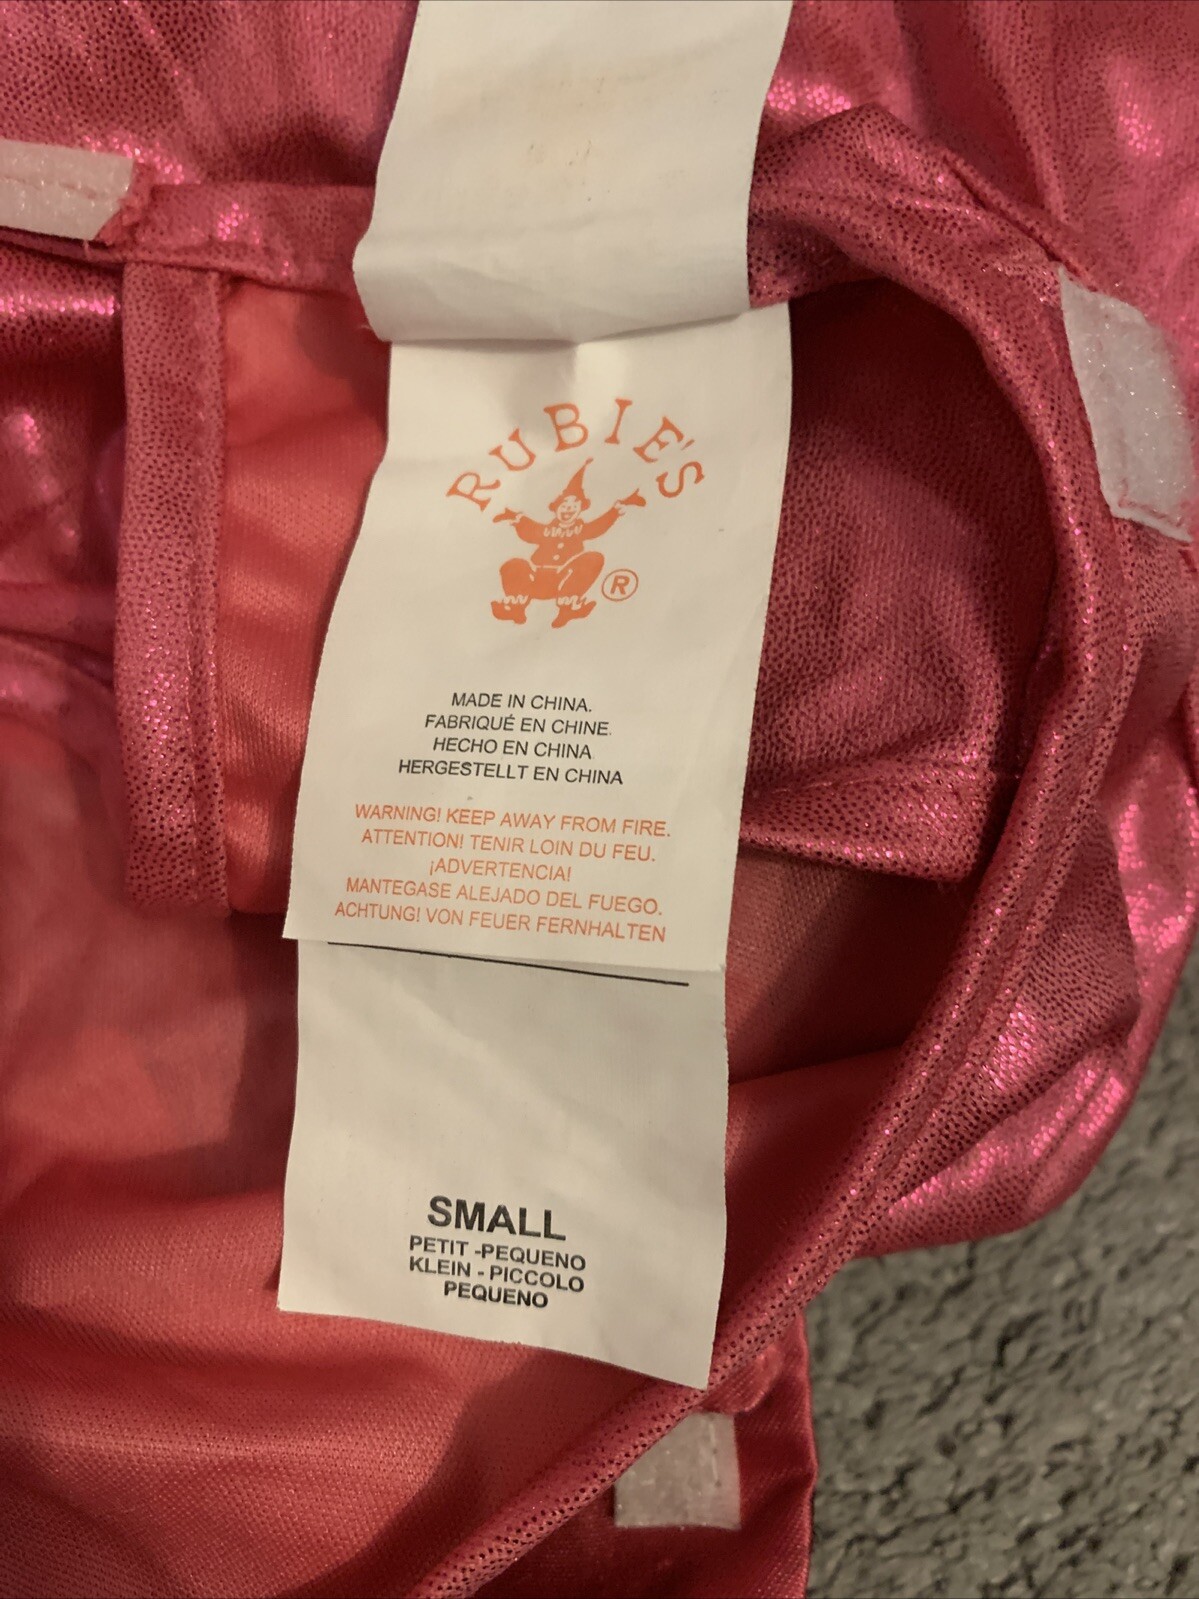 RUBIE'S
®
MADE IN CHINA.
FABRIQUÉ EN CHINE.
HECHO EN CHINA
HERGESTELLT EN CHINA
WARNING! KEEP AWAY FROM FIRE.
ATTENTION! TENIR LOIN DU FEU.
¡ADVERTENCIA!
MANTEGASE ALEJADO DEL FUEGO.
ACHTUNG! VON FEUER FERNHALTEN
SMALL
PETIT -PEQUENO
KLEIN - PICCOLO
PEQUENO